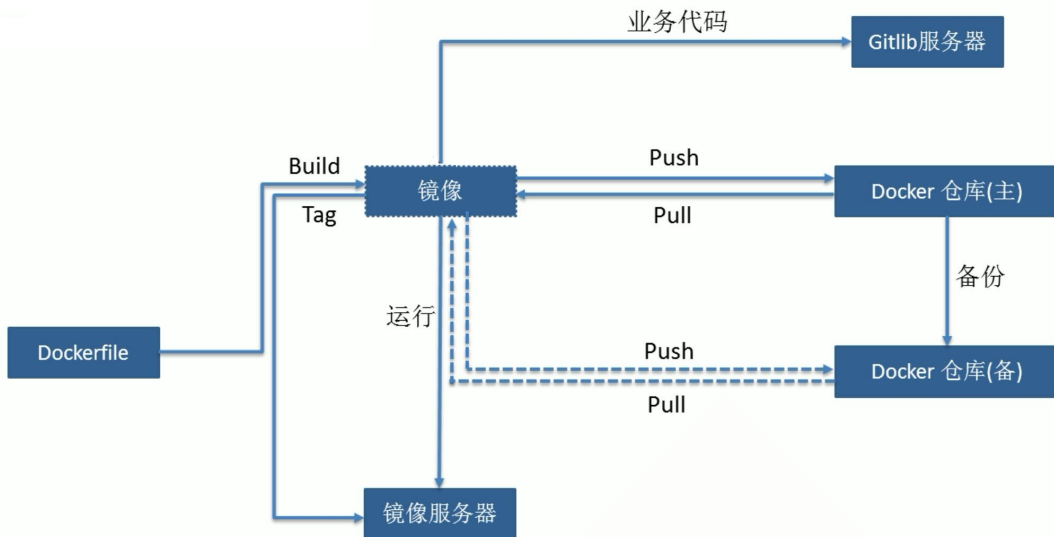 业务代码
Gitlib服务器
Build
Push
镜像
Docker 仓库(主)
Tag
Pull
备份
运行
Dockerfile
Push
Docker 仓库(备)
Pull
镜像服务器